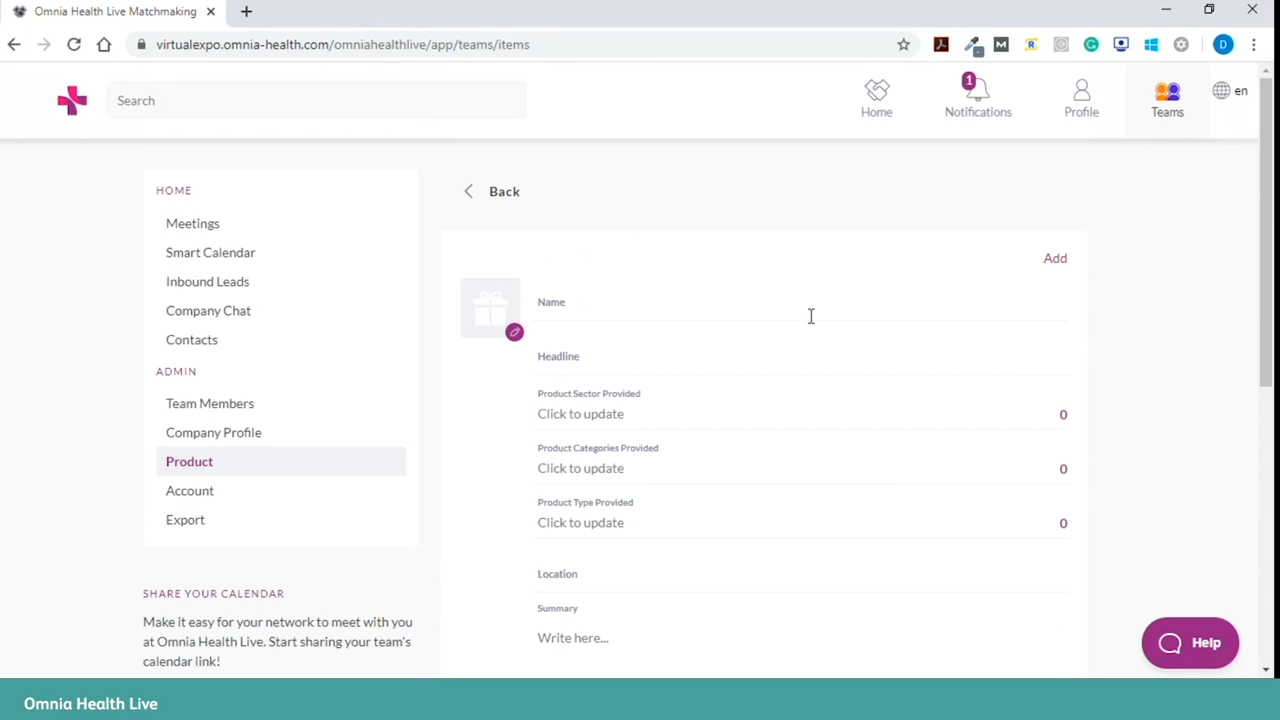 Omnia Health Live Matchmaking
virtualexpo.omnia-health.com/omniahealthlive/app/teams/items
D
Search
Home
1
Notifications
Profile
Teams
en
HOME
Meetings
Smart Calendar
Inbound Leads
Company Chat
Contacts
ADMIN
Team Members
Company Profile
Product
Account
Export
SHARE YOUR CALENDAR
Make it easy for your network to meet with you
at Omnia Health Live. Start sharing your team's
calendar link!
Back
Add
Name
Headline
Product Sector Provided
Click to update 0
Product Categories Provided
Click to update 0
Product Type Provided
Click to update 0
Location
Summary
Write here...
Help
Omnia Health Live